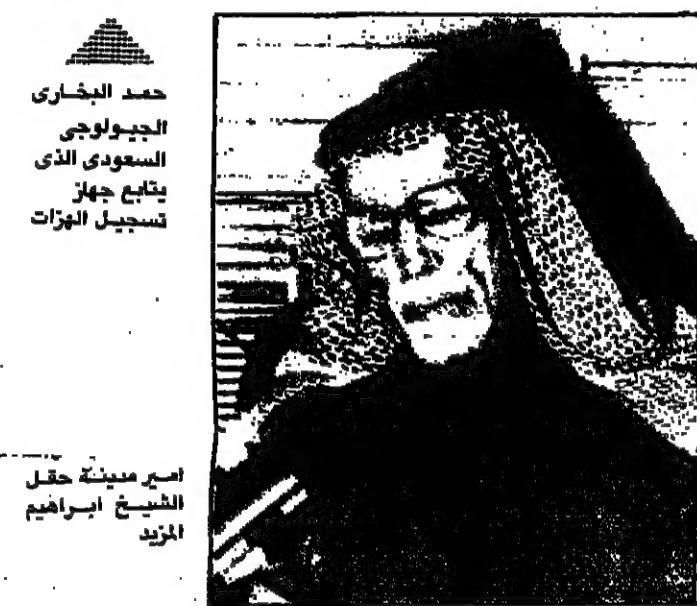 حمد البخارى
الجيولوجى
السعودى الذى
يتابع جهاز
تسجيل الهزات
امير مدينة حقل
الشيخ ابراهيم
المزيد